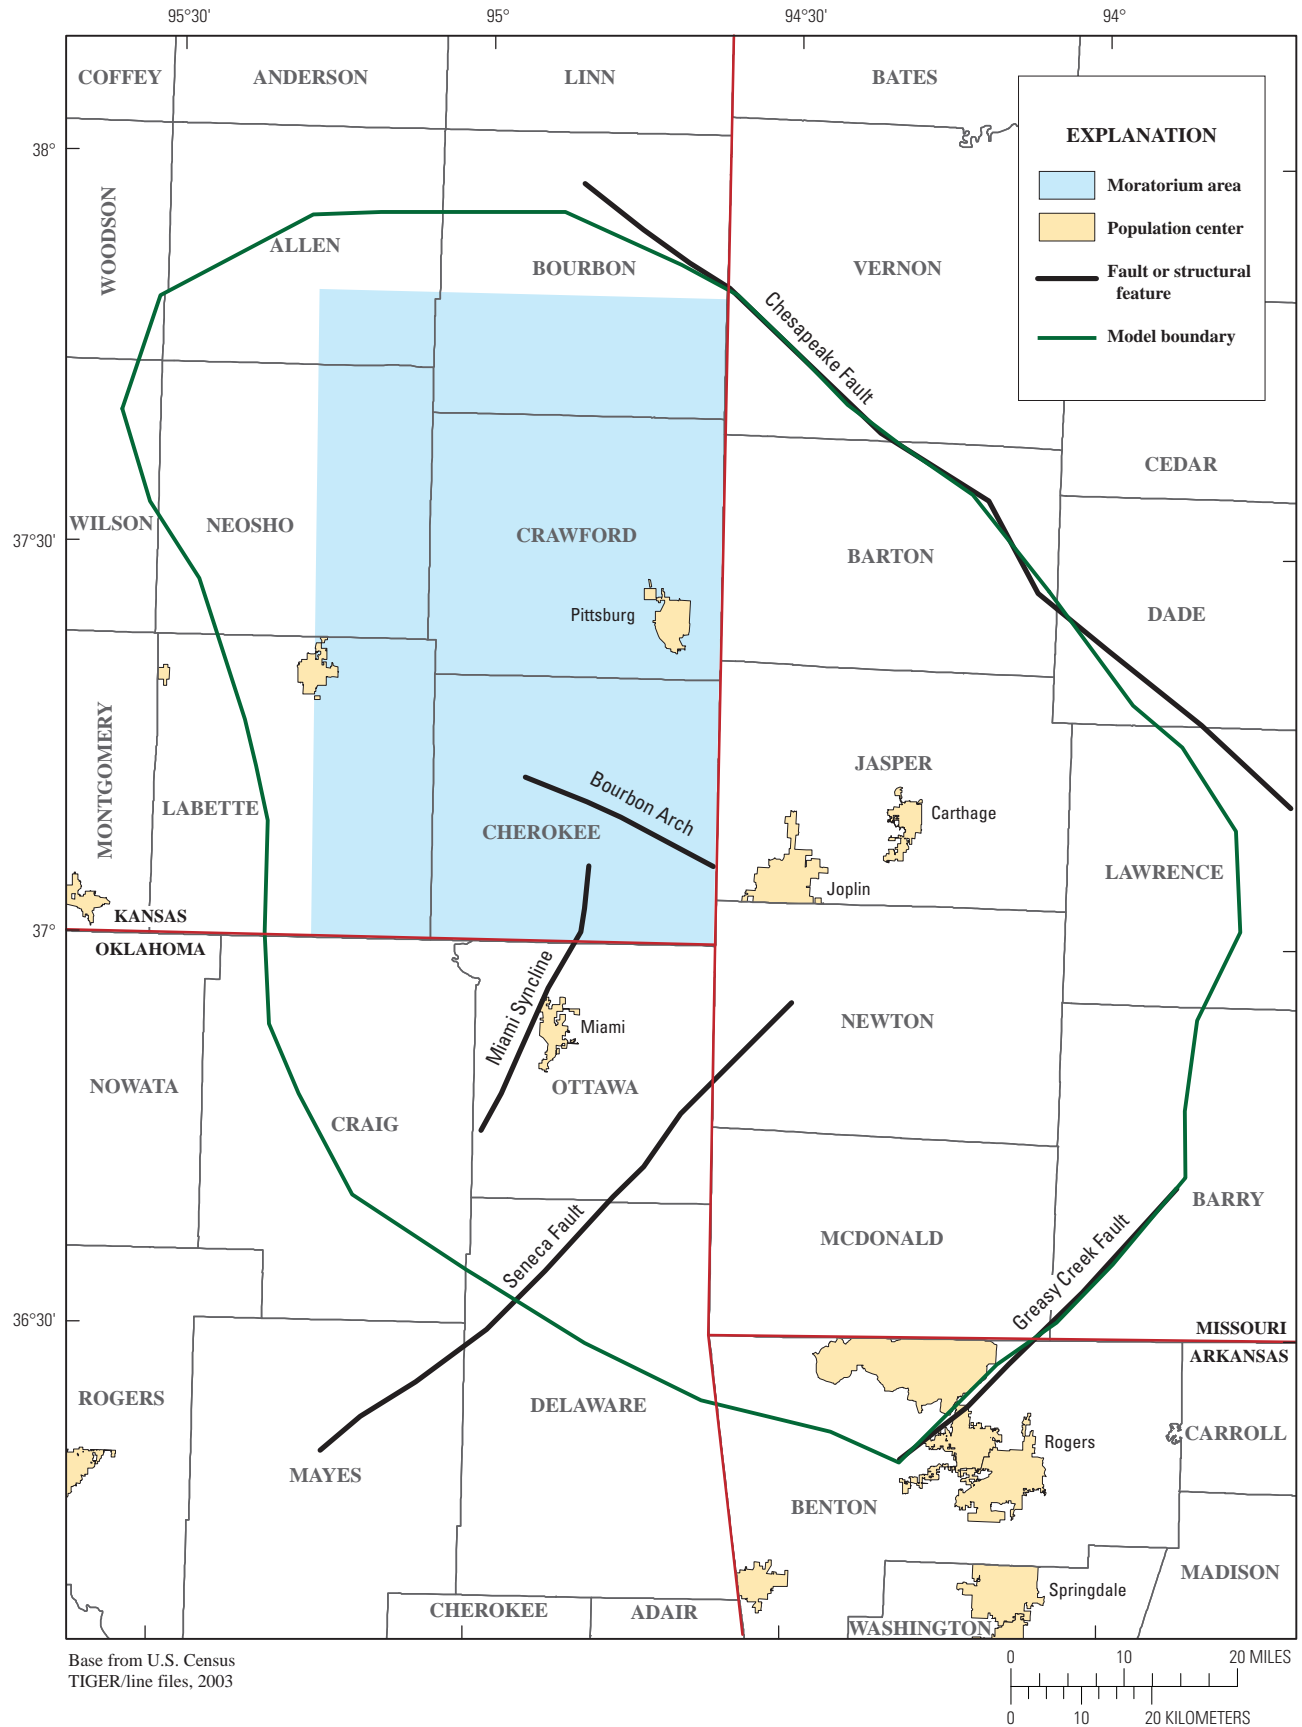 95°30'
95°
94°30'
94°
COFFEY
ANDERSON
LINN
BATES
EXPLANATION
Moratorium area
Population center
Fault or structural
feature
Model boundary
38°
WOODSON
ALLEN
BOURBON
VERNON
Chesapeake Fault
CEDAR
WILSON
NEOSHO
CRAWFORD
37°30'
BARTON
Pittsburg
DADE
MONTGOMERY
LABETTE
JASPER
Bourbon Arch
CHEROKEE
Carthage
LAWRENCE
Joplin
KANSAS
37°
OKLAHOMA
Miami Syncline
Miami
NEWTON
NOWATA
OTTAWA
CRAIG
BARRY
Seneca Fault
MCDONALD
Greasy Creek Fault
36°30'
MISSOURI
ARKANSAS
ROGERS
DELAWARE
CARROLL
Rogers
MAYES
BENTON
MADISON
Springdale
CHEROKEE
ADAIR
WASHINGTON
Base from U.S. Census
TIGER/line files, 2003
0 10 20 MILES
0 10 20 KILOMETERS